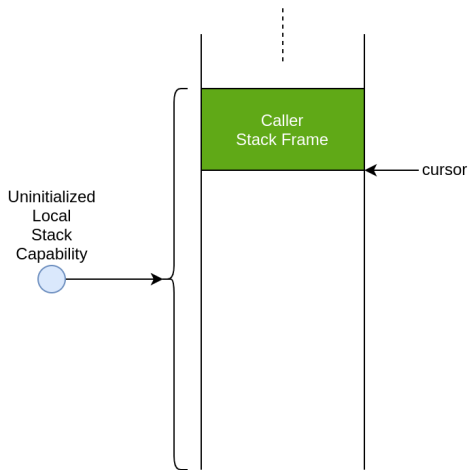 Caller
Stack Frame
cursor
Uninitialized
Local
Stack
Capability